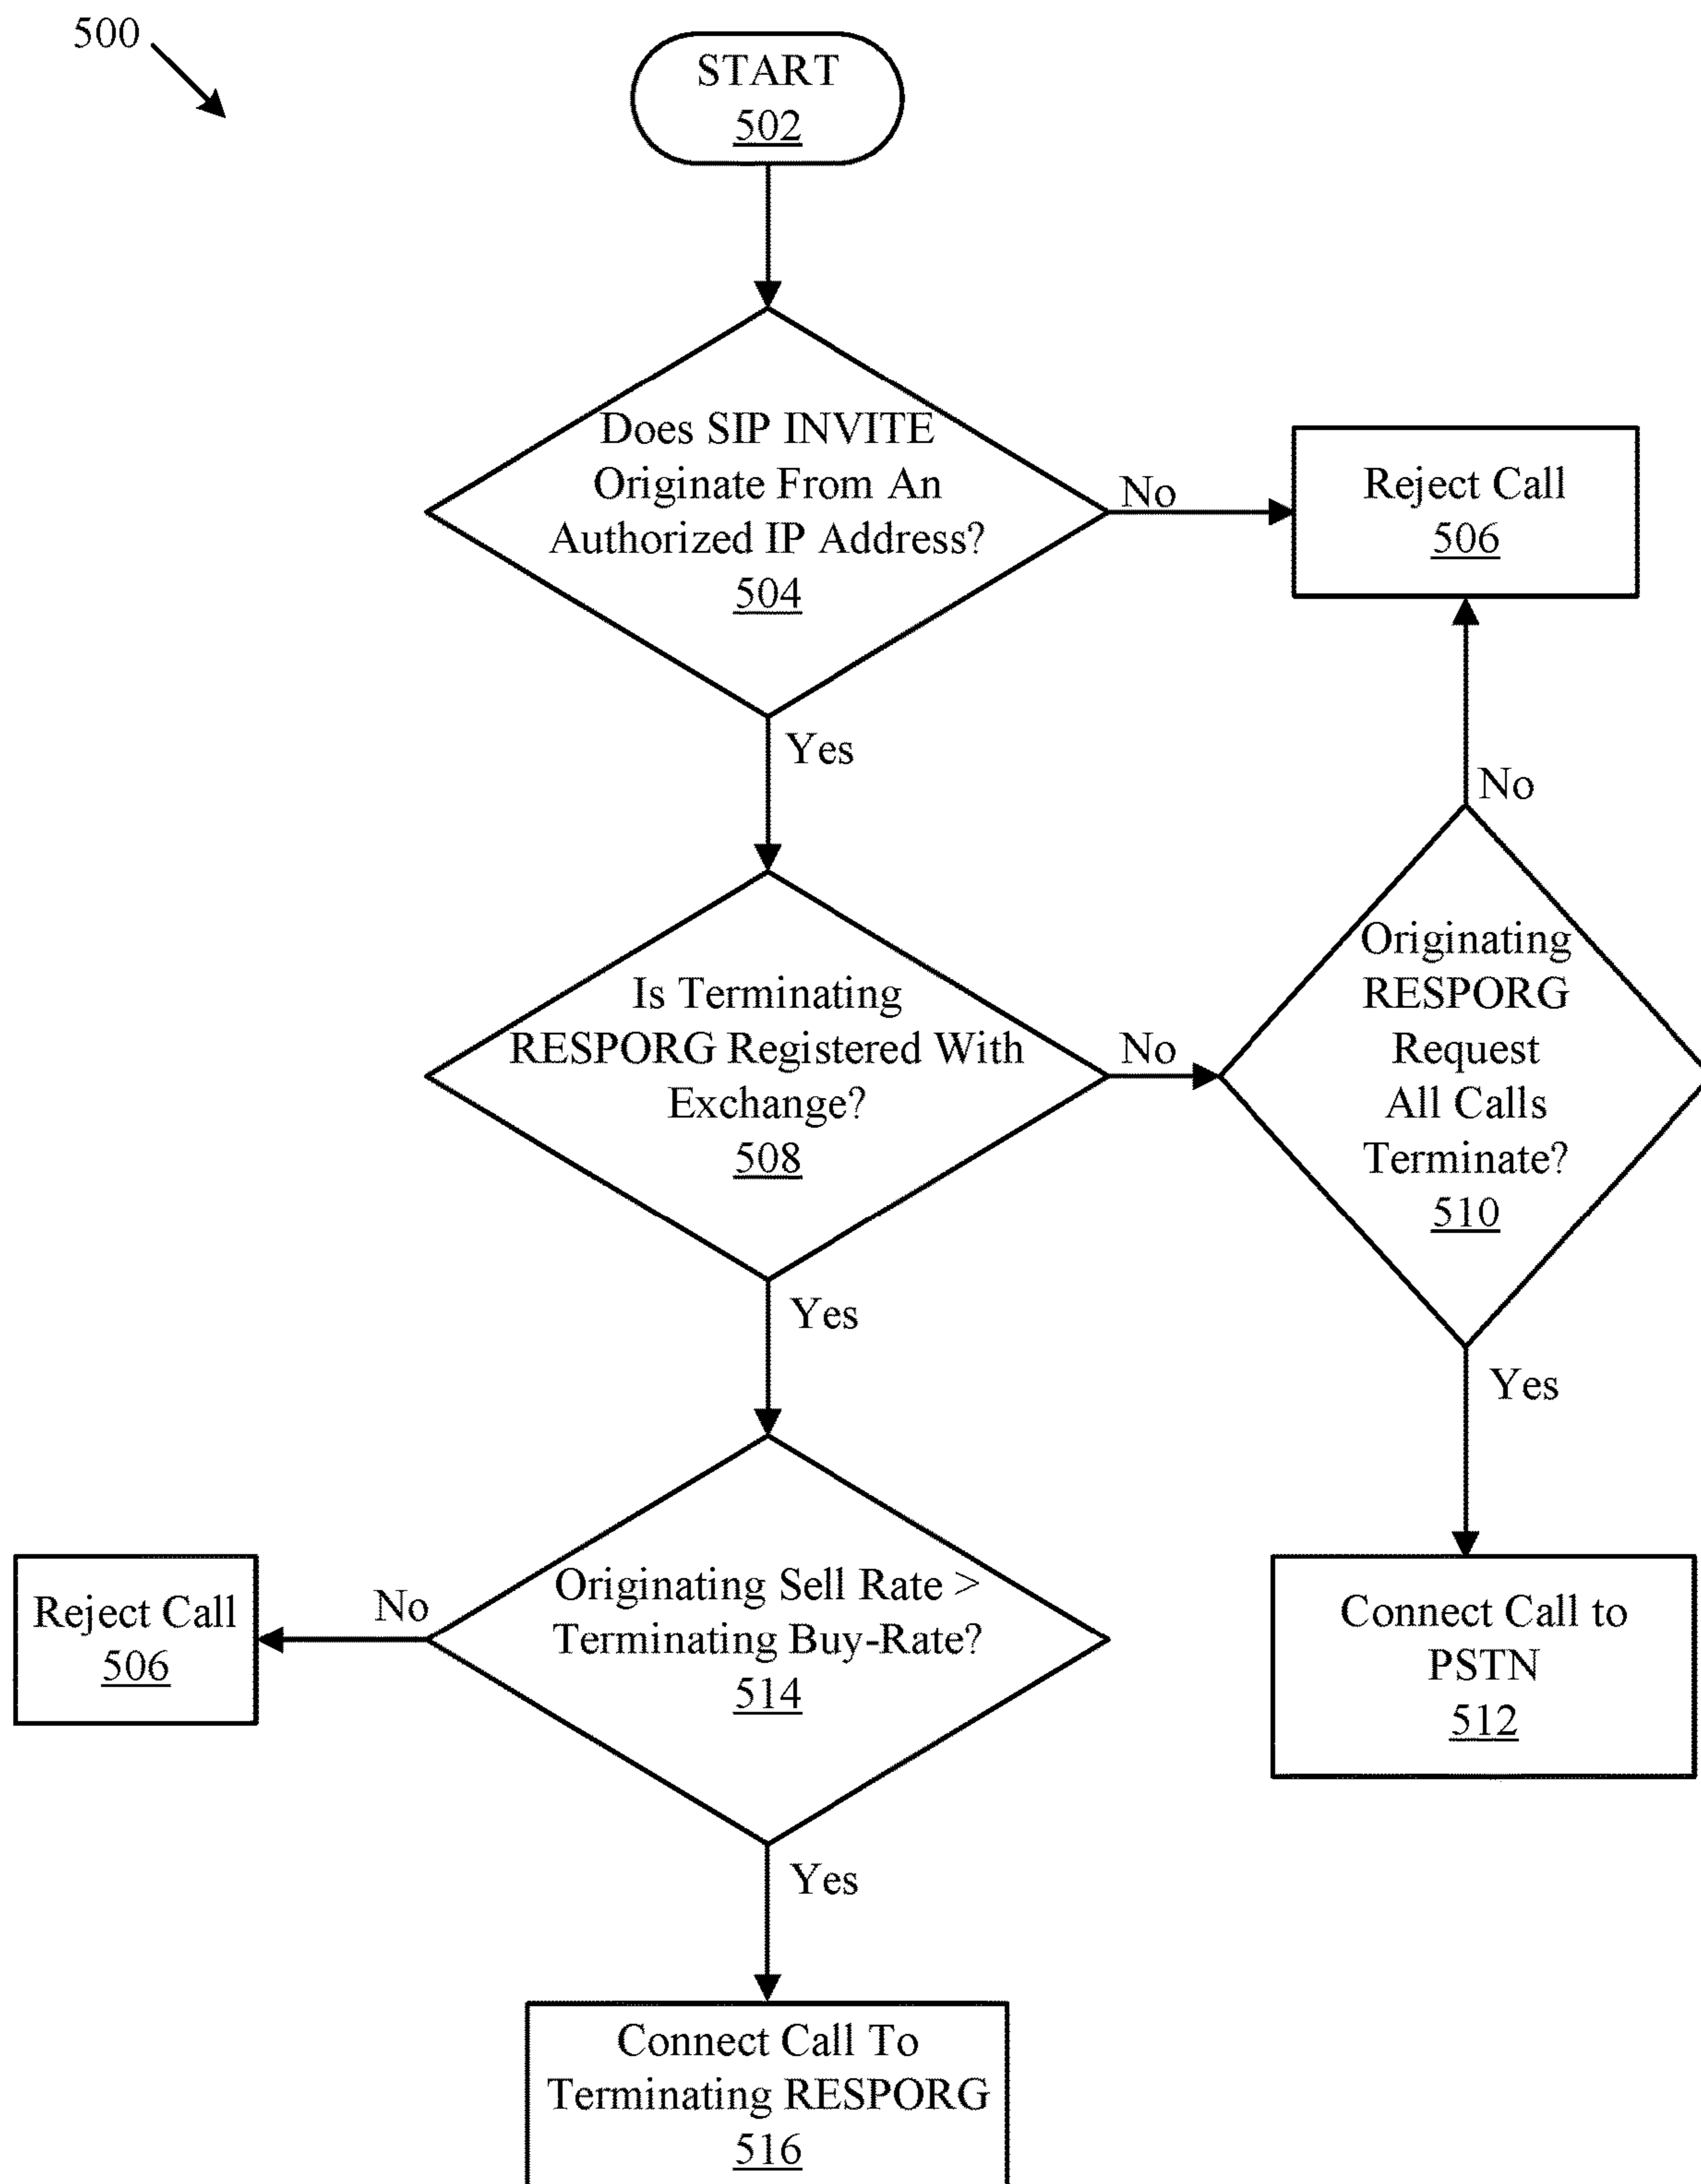 500
START
502
Does SIP INVITE
Originate From An
Authorized IP Address?
504
No
Reject Call
506
Yes
No
Is Terminating
RESPORG Registered With
Exchange?
508
No
Originating
RESPORG
Request
All Calls
Terminate?
510
Yes
Yes
Reject Call
506
No
Originating Sell Rate >
Terminating Buy-Rate?
514
Connect Call to
PSTN
512
Yes
Connect Call To
Terminating RESPORG
516